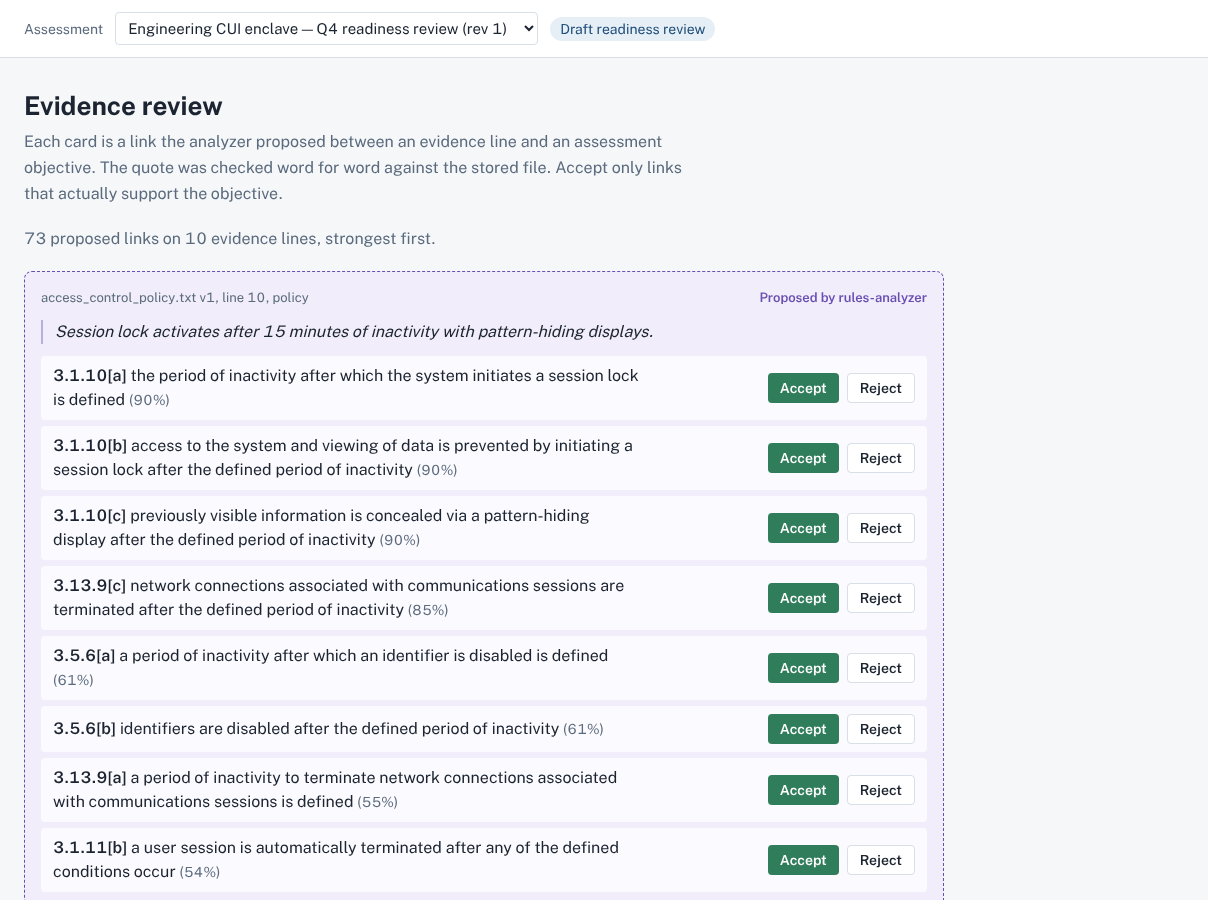 Assessment
Engineering CUI enclave — Q4 readiness review (rev 1)
Draft readiness review
Evidence review
Each card is a link the analyzer proposed between an evidence line and an assessment
objective. The quote was checked word for word against the stored file. Accept only links
that actually support the objective.
73 proposed links on 10 evidence lines, strongest first.
access_control_policy.txt v1, line 10, policy
Proposed by rules-analyzer
Session lock activates after 15 minutes of inactivity with pattern-hiding displays.
3.1.10[a] the period of inactivity after which the system initiates a session lock
is defined (90%)
Accept
Reject
3.1.10[b] access to the system and viewing of data is prevented by initiating a
session lock after the defined period of inactivity (90%)
Accept
Reject
3.1.10[c] previously visible information is concealed via a pattern-hiding
display after the defined period of inactivity (90%)
Accept
Reject
3.13.9[c] network connections associated with communications sessions are
terminated after the defined period of inactivity (85%)
Accept
Reject
3.5.6[a] a period of inactivity after which an identifier is disabled is defined
(61%)
Accept
Reject
3.5.6[b] identifiers are disabled after the defined period of inactivity (61%)
Accept
Reject
3.13.9[a] a period of inactivity to terminate network connections associated
with communications sessions is defined (55%)
Accept
Reject
3.1.11[b] a user session is automatically terminated after any of the defined
conditions occur (54%)
Accept
Reject